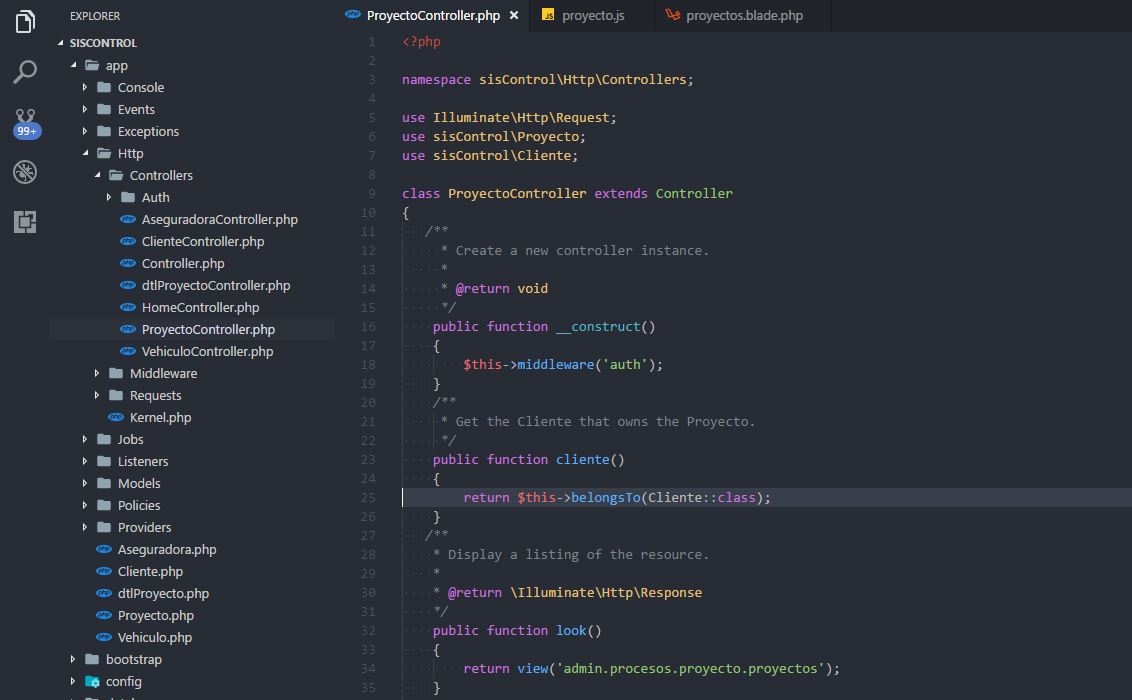 EXPLORER
SISCONTROL
app
Console
Events
99+
Exceptions
Http
Controllers
Auth
AseguradoraController.php
ClienteController.php
Controller.php
dtlProyectoController.php
HomeController.php
ProyectoController.php
VehiculoController.php
Middleware
Requests
Kernel.php
Jobs
Listeners
Models
Policies
Providers
Aseguradora.php
Cliente.php
dtlProyecto.php
Proyecto.php
Vehiculo.php
bootstrap
config
ProyectoController.php
JS proyecto.js
proyectos.blade.php
1 <?php
2
3 namespace sisControl\Http\Controllers;
4
5 use Illuminate\Http\Request;
6 use sisControl\Proyecto;
7 use sisControl\Cliente;
8
9 class ProyectoController extends Controller
10 {
11 /**
12 * Create a new controller instance.
13 *
14 * @return void
15 */
16 public function __construct()
17 {
18 $this->middleware('auth');
19 }
20 /**
21 * Get the Cliente that owns the Proyecto.
22 */
23 public function cliente()
24 {
25 return $this->belongsTo(Cliente::class);
26 }
27 /**
28 * Display a listing of the resource.
29 *
30 * @return \Illuminate\Http\Response
31 */
32 public function look()
33 {
34 return view('admin.procesos.proyecto.proyectos');
35 }